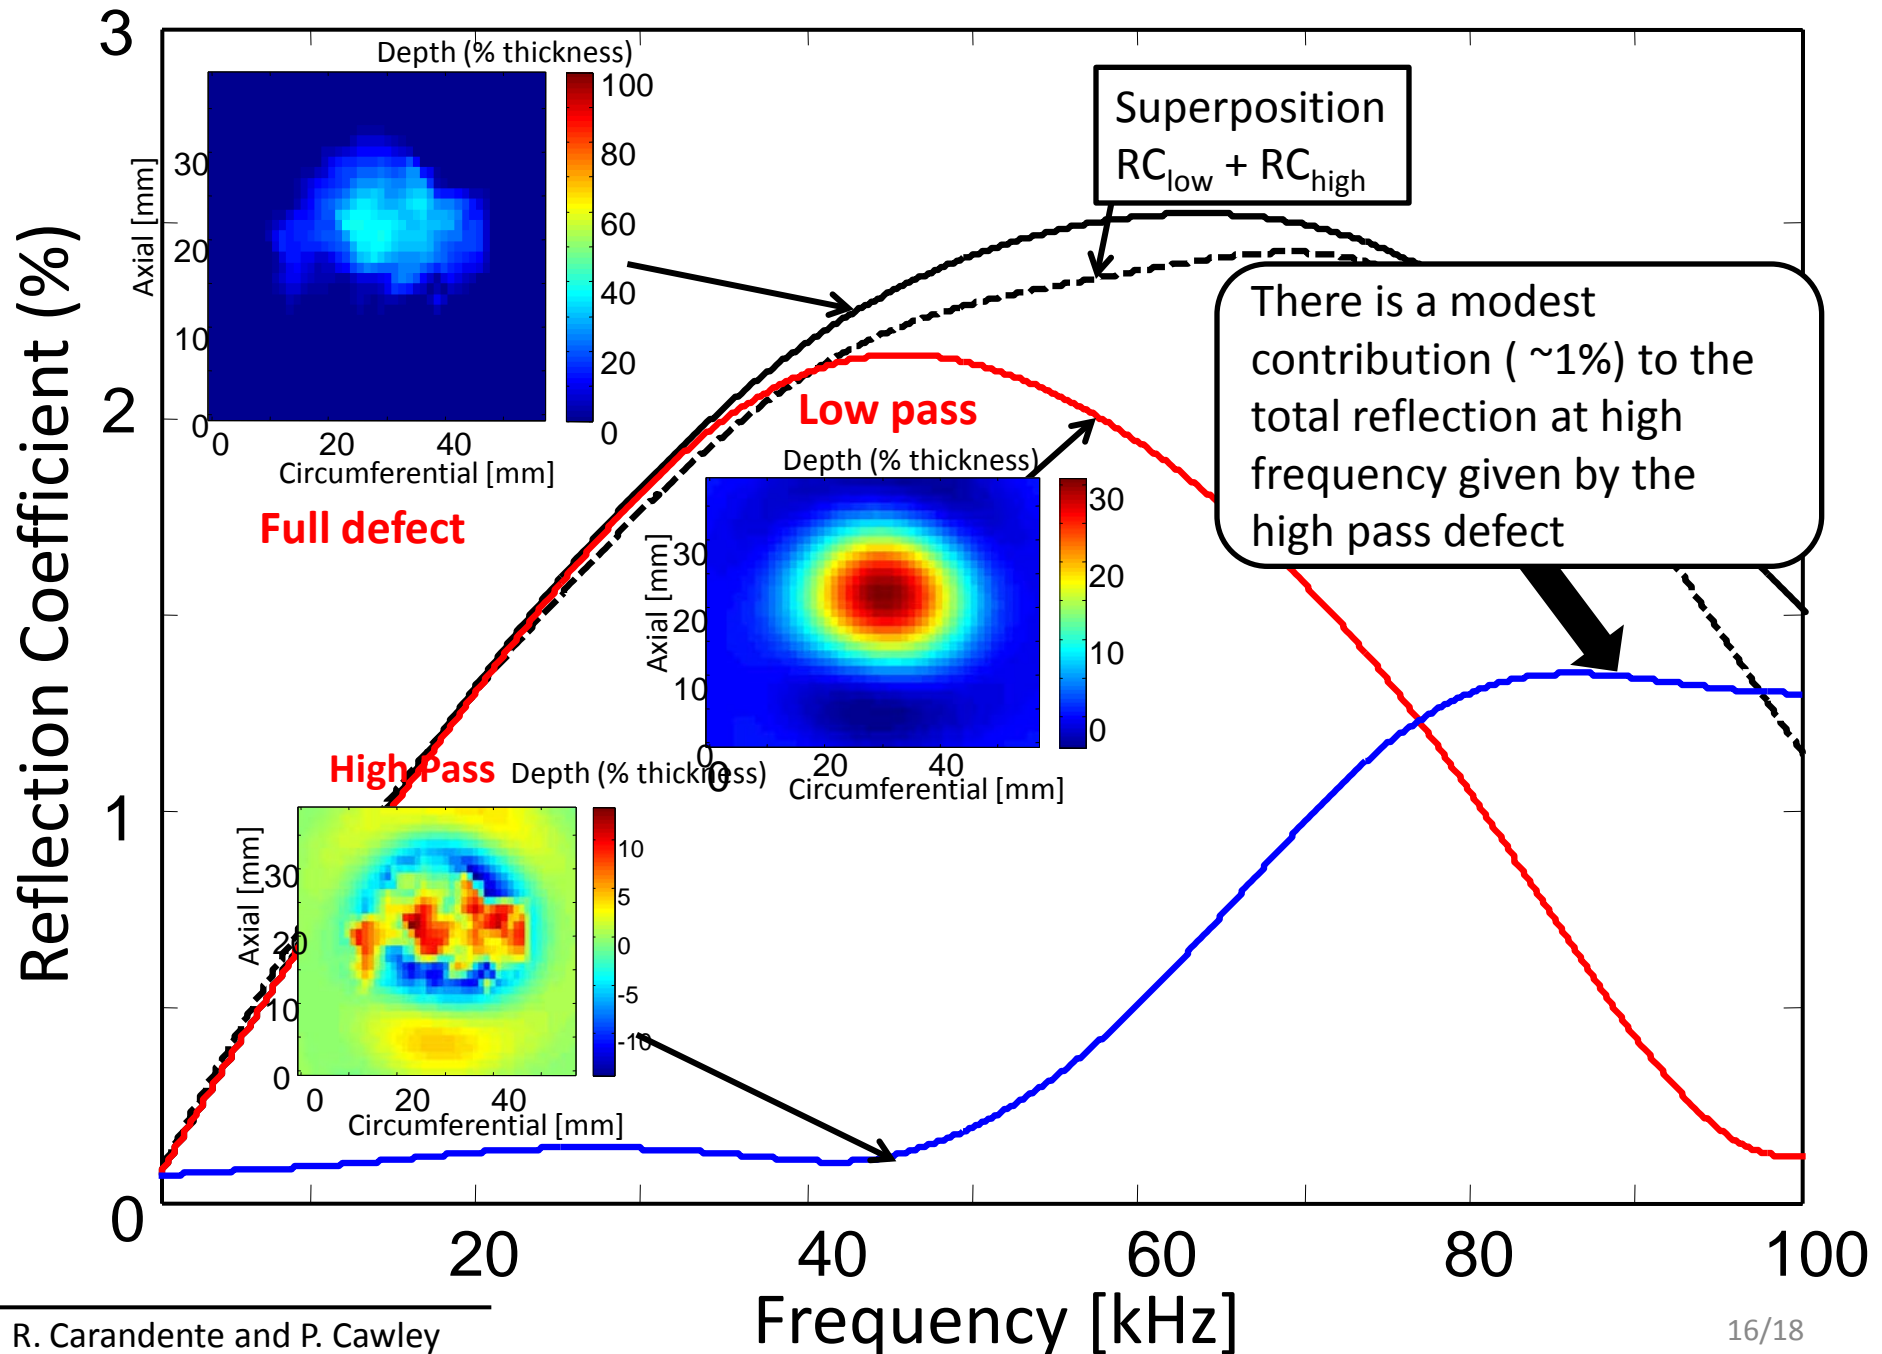 3
2
1
0
Reflection Coefficient (%)
Depth (% thickness)
100
80
60
40
20
0
Axial [mm]
30
20
10
0
0 20 40
Circumferential [mm]
Full defect
Superposition
RClow + RChigh
There is a modest
contribution ( ~1%) to the
total reflection at high
frequency given by the
high pass defect
Low pass
Depth (% thickness)
30
20
10
0
Axial [mm]
30
20
10
0
0 20 40
Circumferential [mm]
High Pass
Depth (% thickness)
10
5
0
-5
-10
Axial [mm]
30
20
10
0
0 20 40
Circumferential [mm]
20 40 60 80 100
Frequency [kHz]
R. Carandente and P. Cawley
16/18